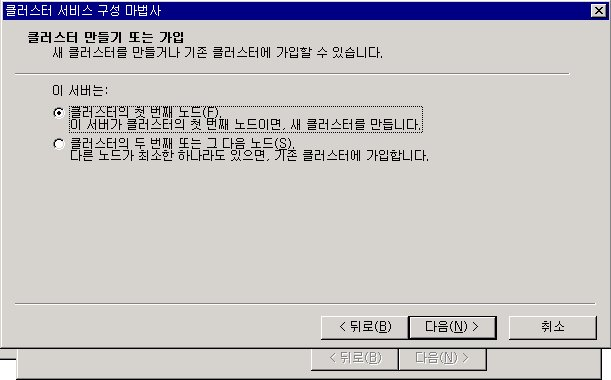 클러스터 서비스 구성 마법사
클러스터 만들기 또는 가입
새 클러스터를 만들거나 기존 클러스터에 가입할 수 있습니다.
이 서버는:
클러스터의 첫 번째 노드(F),
이 서버가 클러스터의 첫 번째 노드이면, 새 클러스터를 만듭니다.
클러스터의 두 번째 또는 그 다음 노드(S),
다른 노드가 최소한 하나라도 있으면, 기존 클러스터에 가입합니다.
< 뒤로(B) 다음(N) > 취소
< 뒤로(B) 다음(N) >